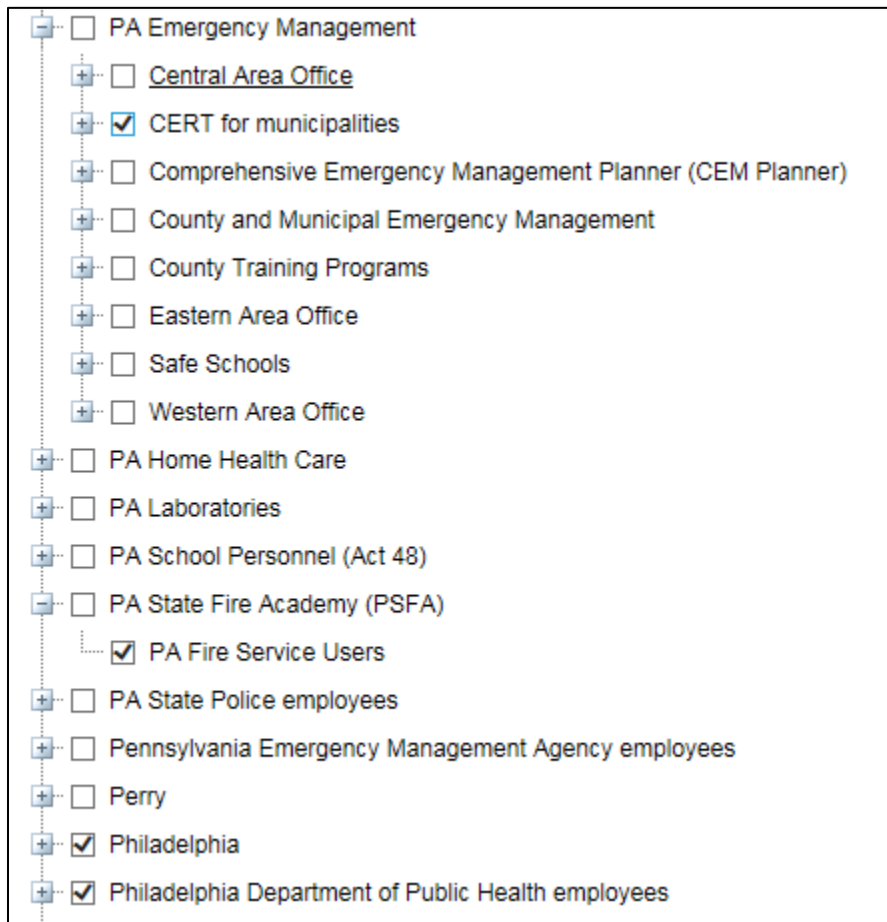 PA Emergency Management
Central Area Office
CERT for municipalities
Comprehensive Emergency Management Planner (CEM Planner)
County and Municipal Emergency Management
County Training Programs
Eastern Area Office
Safe Schools
Western Area Office
PA Home Health Care
PA Laboratories
PA School Personnel (Act 48)
PA State Fire Academy (PSFA)
PA Fire Service Users
PA State Police employees
Pennsylvania Emergency Management Agency employees
Perry
Philadelphia
Philadelphia Department of Public Health employees